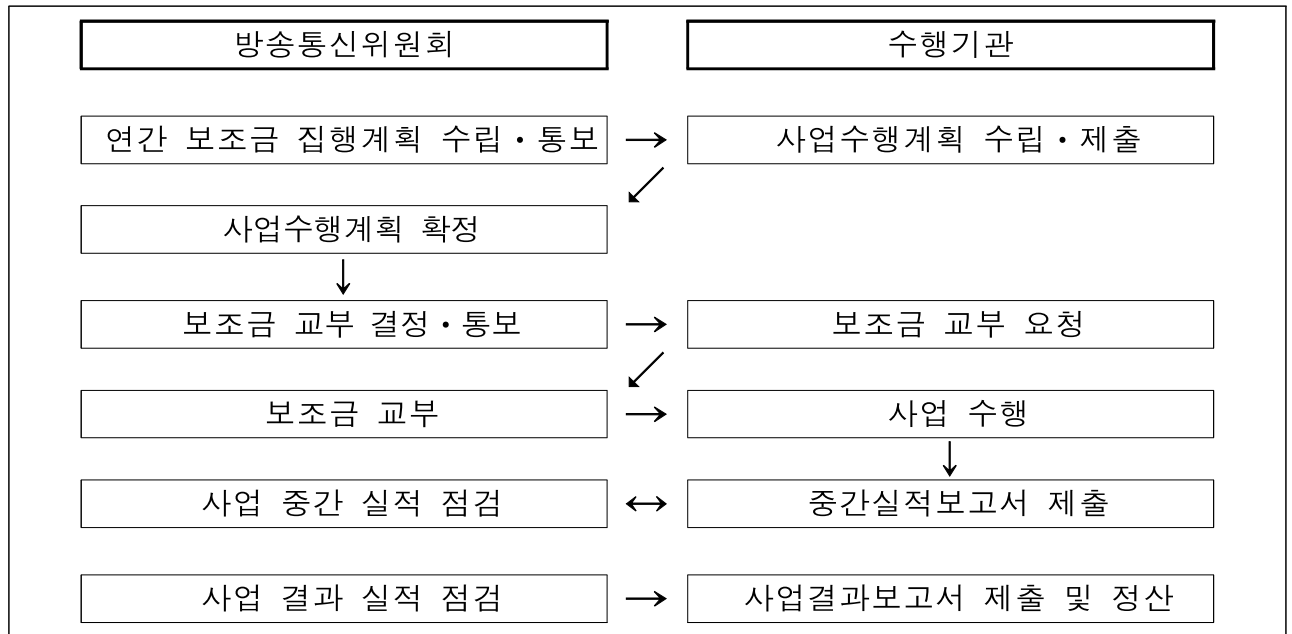 방송통신위원회 수행기관
연간 보조금 집행계획 수립·통보 → 사업수행계획 수립·제출
사업수행계획 확정
보조금 교부 결정·통보 → 보조금 교부 요청
보조금 교부 → 사업 수행
사업 중간 실적 점검 ↔ 중간실적보고서 제출
사업 결과 실적 점검 → 사업결과보고서 제출 및 정산